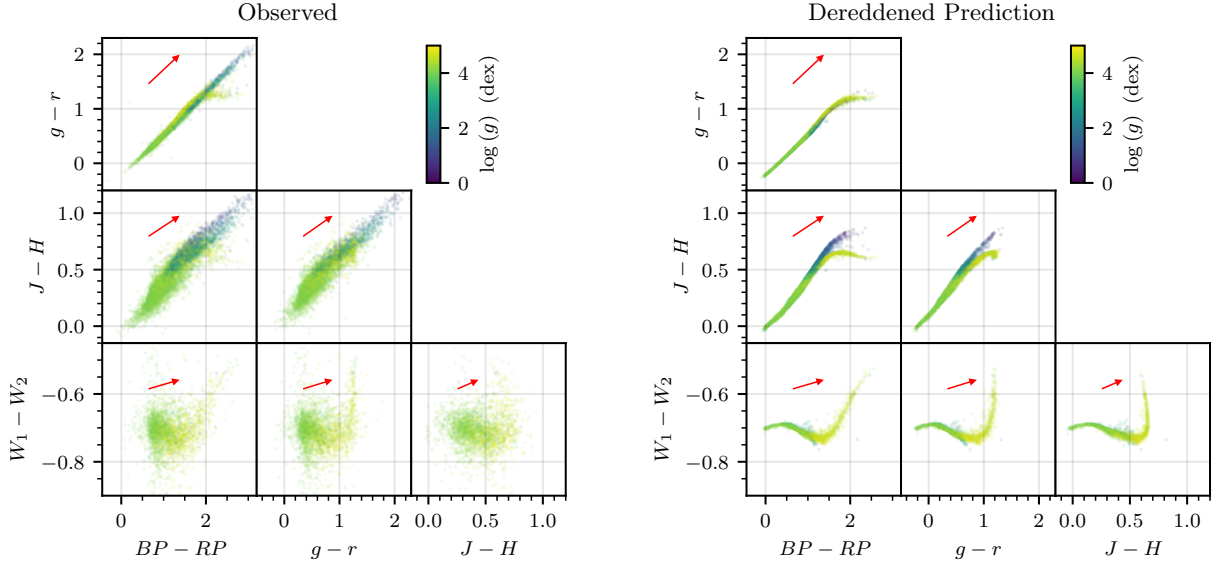 Observed
2
1
0
g − r
4
2
0
log (g) (dex)
1.0
0.5
0.0
J − H
−0.6
−0.8
W₁ − W₂
0 2
0 1 2
0.0 0.5 1.0
BP − RP
g − r
J − H
Dereddened Prediction
2
1
0
g − r
4
2
0
log (g) (dex)
1.0
0.5
0.0
J − H
−0.6
−0.8
W₁ − W₂
0 2
0 1 2
0.0 0.5 1.0
BP − RP
g − r
J − H